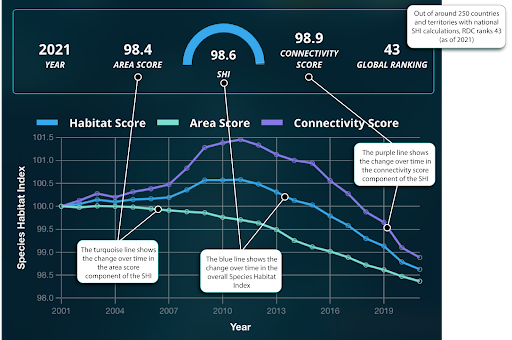 Out of around 250 countries
and territories with national
SHI calculations, RDC ranks 43
(as of 2021)
2021
YEAR
98.4
AREA SCORE
98.6
SHI
98.9
CONNECTIVITY
SCORE
43
GLOBAL RANKING
Habitat Score
Area Score
Connectivity Score
Species Habitat Index
101.5
101.0
100.5
100.0
99.5
99.0
98.5
98.0
The purple line shows
the change over time in
the connectivity score
component of the SHI
The turquoise line shows
the change over time in
the area score
component of the SHI
The blue line shows the
change over time in the
overall Species Habitat
Index
2001
2004
2007
2010
2013
2016
2019
Year